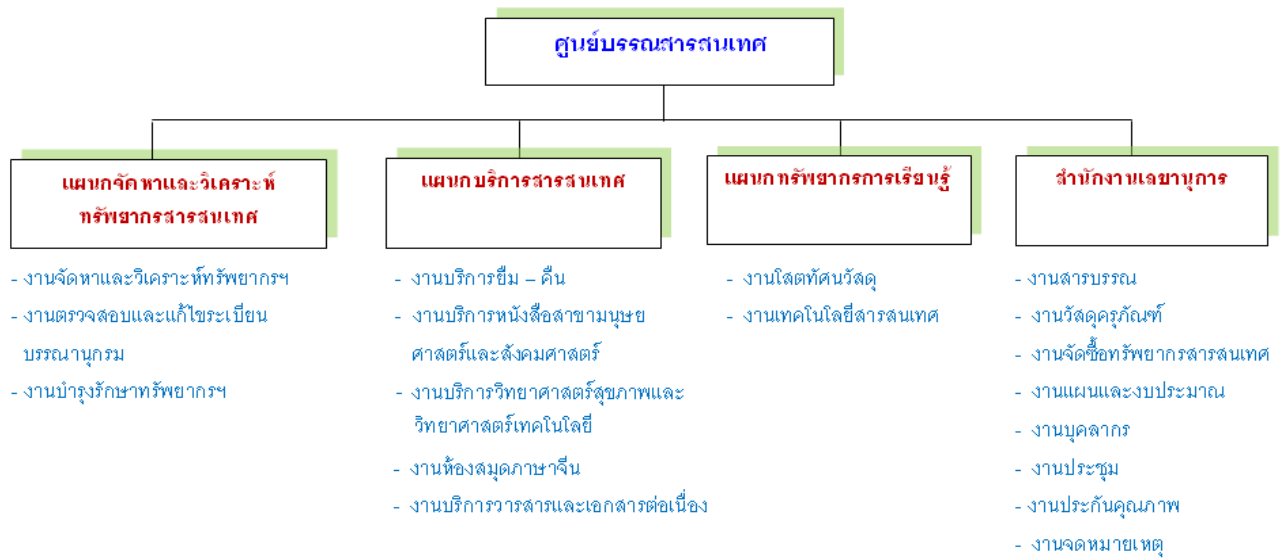 ศูนย์บรรณสารสนเทศ
แผนกจัดหาและวิเคราะห์
ทรัพยากรสารสนเทศ
- งานจัดหาและวิเคราะห์ทรัพยากรฯ
- งานตรวจสอบและแก้ไขระเบียน
บรรณานุกรม
- งานบำรุงรักษาทรัพยากรฯ
แผนกบริการสารสนเทศ
- งานบริการยืม – คืน
- งานบริการหนังสือสาขามนุษย
ศาสตร์และสังคมศาสตร์
- งานบริการวิทยาศาสตร์สุขภาพและ
วิทยาศาสตร์เทคโนโลยี
- งานห้องสมุดภาษาจีน
- งานบริการวารสารและเอกสารต่อเนื่อง
แผนกทรัพยากรการเรียนรู้
- งานโสตทัศนวัสดุ
- งานเทคโนโลยีสารสนเทศ
สำนักงานเลขานุการ
- งานสารบรรณ
- งานวัสดุครุภัณฑ์
- งานจัดซื้อทรัพยากรสารสนเทศ
- งานแผนและงบประมาณ
- งานบุคลากร
- งานประชุม
- งานประกันคุณภาพ
- งานจดหมายเหตุ